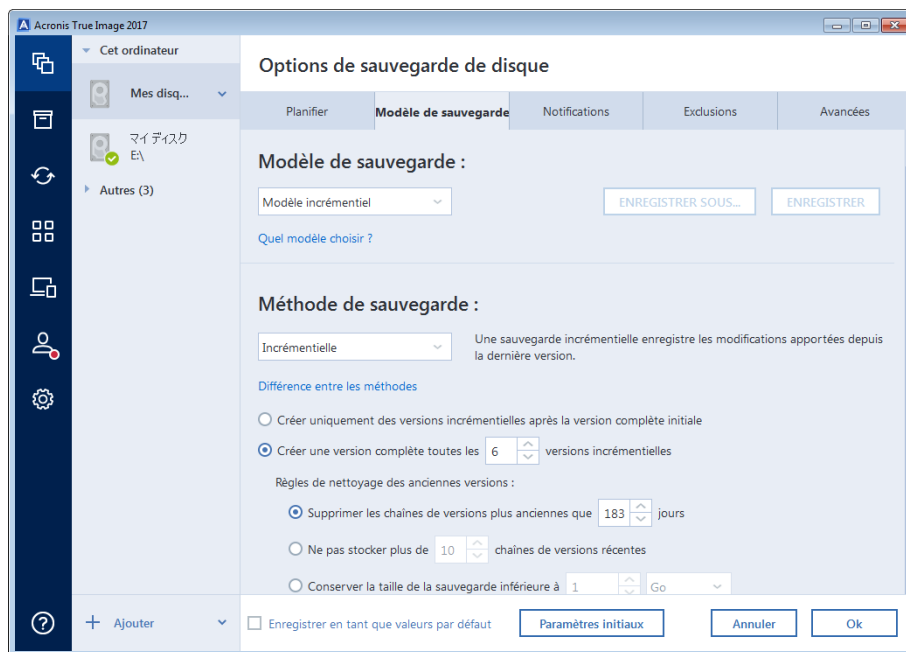 Acronis True Image 2017
Cet ordinateur
Mes disq...
マイ ディスク
E:\
Autres (3)
Ajouter
Options de sauvegarde de disque
Planifier
Modèle de sauvegarde
Notifications
Exclusions
Avancées
Modèle de sauvegarde :
Modèle incrémentiel
ENREGISTRER SOUS...
ENREGISTRER
Quel modèle choisir ?
Méthode de sauvegarde :
Incrémentielle
Une sauvegarde incrémentielle enregistre les modifications apportées depuis
la dernière version.
Différence entre les méthodes
Créer uniquement des versions incrémentielles après la version complète initiale
Créer une version complète toutes les 6 versions incrémentielles
Règles de nettoyage des anciennes versions :
Supprimer les chaînes de versions plus anciennes que 183 jours
Ne pas stocker plus de 10 chaînes de versions récentes
Conserver la taille de la sauvegarde inférieure à 1 Go
Enregistrer en tant que valeurs par défaut
Paramètres initiaux
Annuler
Ok